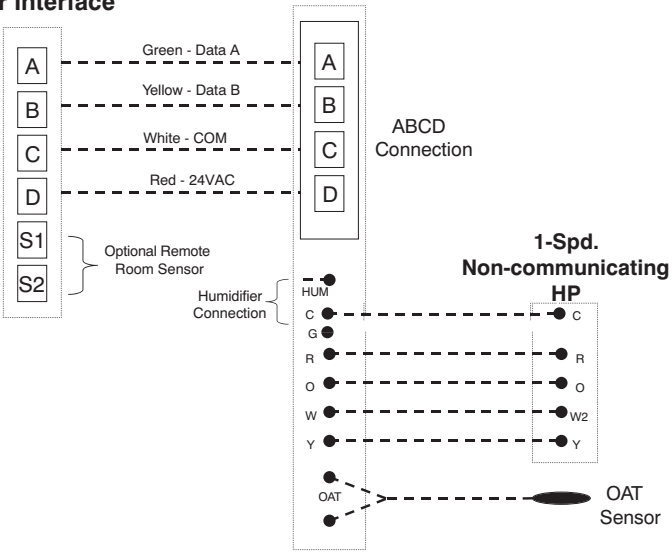 r Interface
A
B
C
D
S1
S2
Green - Data A
Yellow - Data B
White - COM
Red - 24VAC
A
B
C
D
ABCD
Connection
Optional Remote
Room Sensor
Humidifier
Connection
HUM
C
G
R
O
W
Y
OAT
1-Spd.
Non-communicating
HP
C
R
O
W2
Y
OAT
Sensor